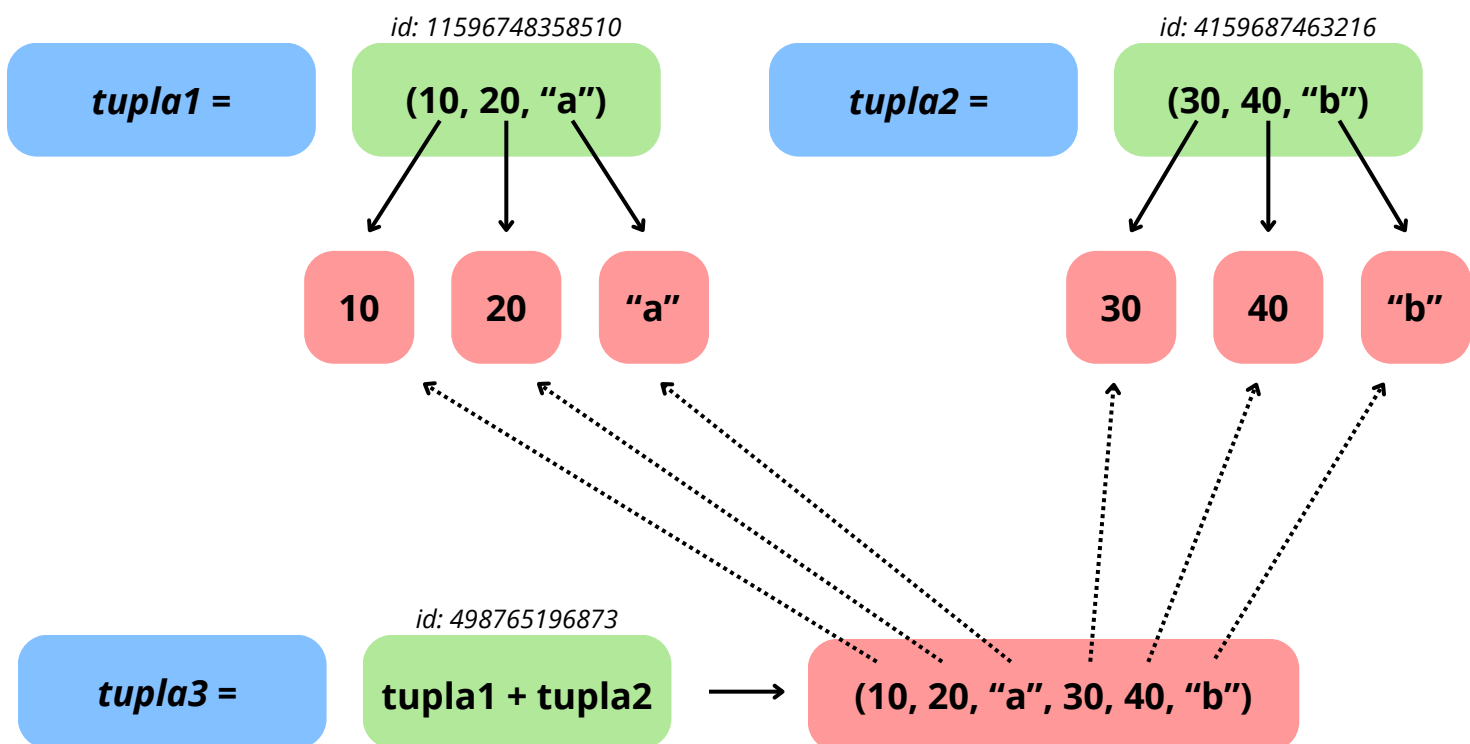 id: 11596748358510
id: 4159687463216
tupla1 =
(10, 20, “a”)
tupla2 =
(30, 40, “b”)
10
20
“a”
30
40
“b”
id: 498765196873
tupla3 =
tupla1 + tupla2
(10, 20, “a”, 30, 40, “b”)